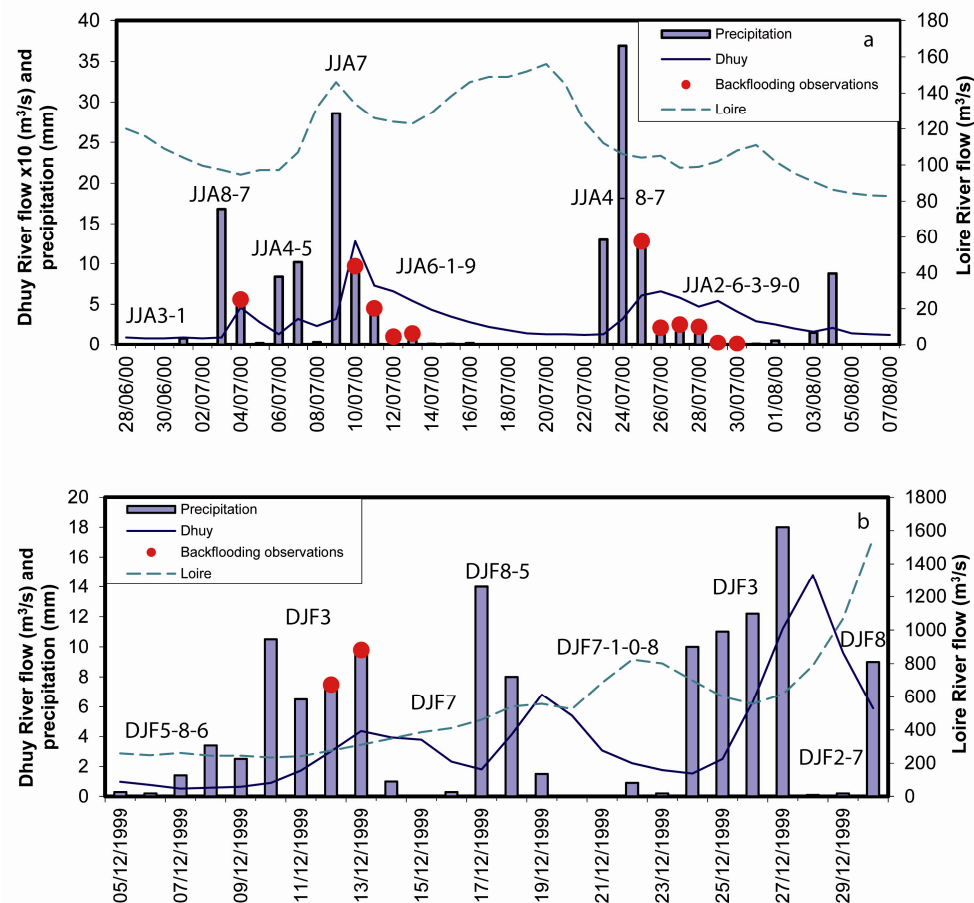 a
Precipitation
Dhuy
Backflooding observations
Loire
Dhuy River flow x10 (m³/s) and
precipitation (mm)
40
35
30
25
20
15
10
5
0
180
160
140
120
100
80
60
40
20
0
Loire River flow (m³/s)
JJA7
JJA8-7
JJA4-5
JJA3-1
JJA6-1-9
JJA4 - 8-7
JJA2-6-3-9-0
28/06/00
30/06/00
02/07/00
04/07/00
06/07/00
08/07/00
10/07/00
12/07/00
14/07/00
16/07/00
18/07/00
20/07/00
22/07/00
24/07/00
26/07/00
28/07/00
30/07/00
01/08/00
03/08/00
05/08/00
07/08/00
b
Precipitation
Dhuy
Backflooding observations
Loire
Dhuy River flow (m³/s) and
precipitation (mm)
20
18
16
14
12
10
8
6
4
2
0
1800
1600
1400
1200
1000
800
600
400
200
0
Loire River flow (m³/s)
DJF3
DJF8-5
DJF3
DJF7-1-0-8
DJF8
DJF7
DJF5-8-6
DJF2-7
05/12/1999
07/12/1999
09/12/1999
11/12/1999
13/12/1999
15/12/1999
17/12/1999
19/12/1999
21/12/1999
23/12/1999
25/12/1999
27/12/1999
29/12/1999